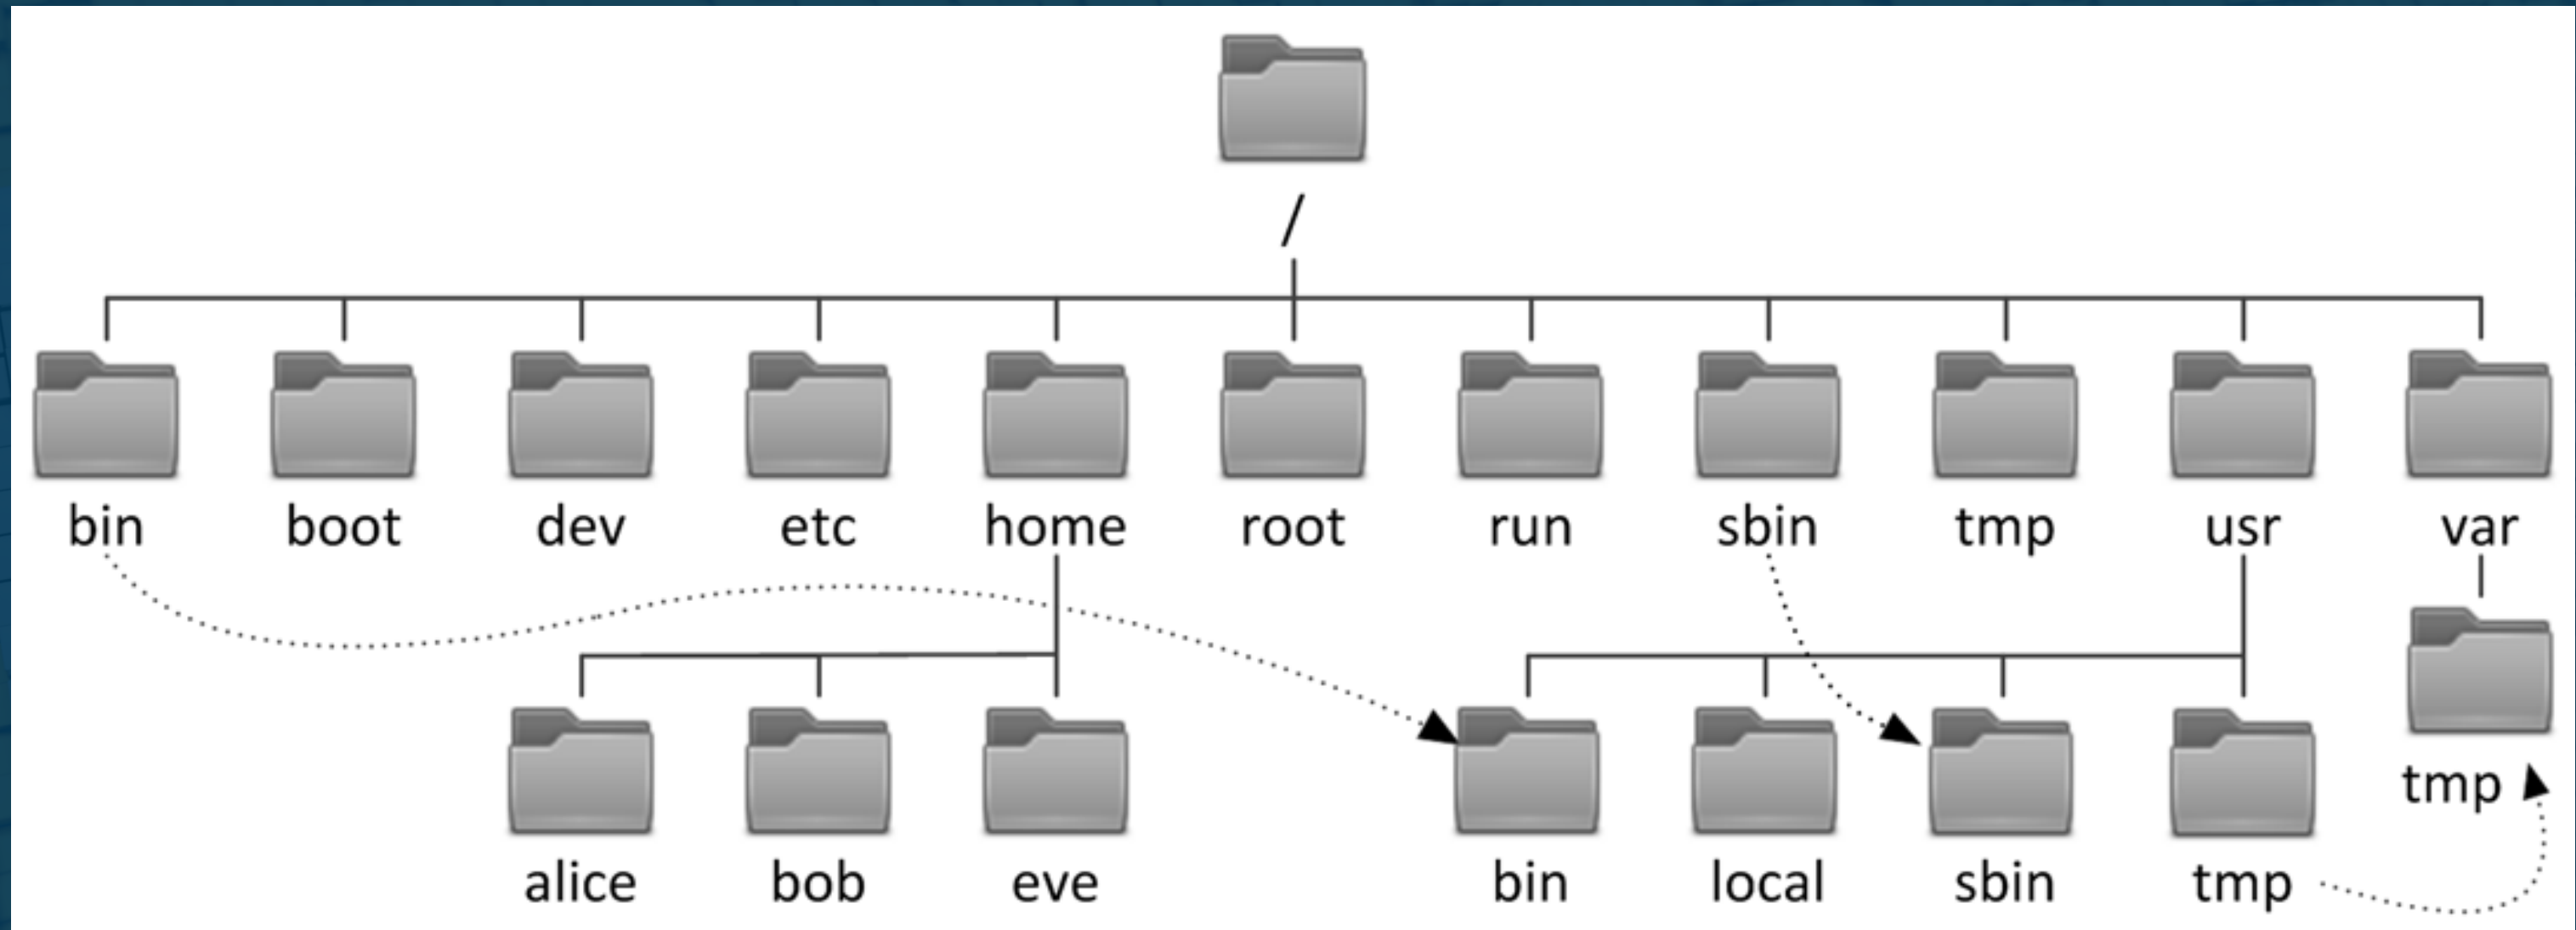 /
bin boot dev etc home root run sbin tmp usr var
tmp
alice bob eve bin local sbin tmp